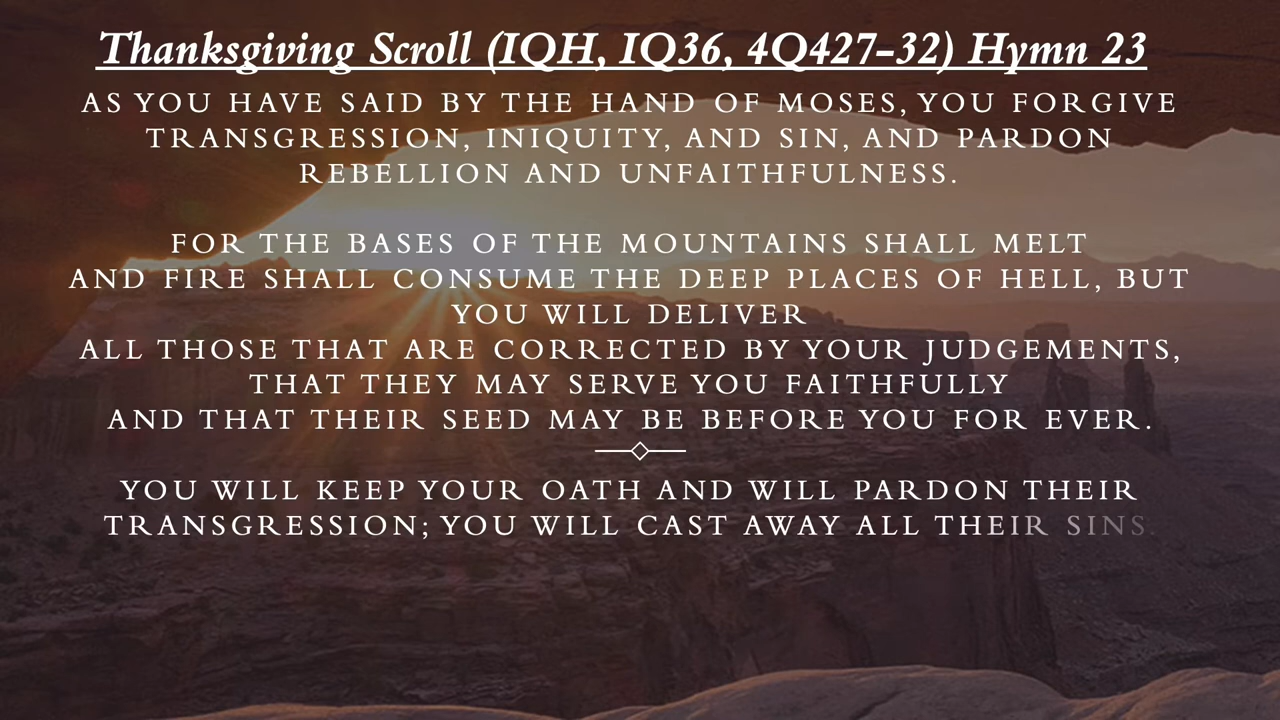 Thanksgiving Scroll (IQH, IQ36, 4Q427-32) Hymn 23
AS YOU HAVE SAID BY THE HAND OF MOSES, YOU FORGIVE
TRANSGRESSION, INIQUITY, AND SIN, AND PARDON
REBELLION AND UNFAITHFULNESS.
FOR THE BASES OF THE MOUNTAINS SHALL MELT
AND FIRE SHALL CONSUME THE DEEP PLACES OF HELL, BUT
YOU WILL DELIVER
ALL THOSE THAT ARE CORRECTED BY YOUR JUDGEMENTS,
THAT THEY MAY SERVE YOU FAITHFULLY
AND THAT THEIR SEED MAY BE BEFORE YOU FOR EVER.
YOU WILL KEEP YOUR OATH AND WILL PARDON THEIR
TRANSGRESSION; YOU WILL CAST AWAY ALL THEIR SINS.